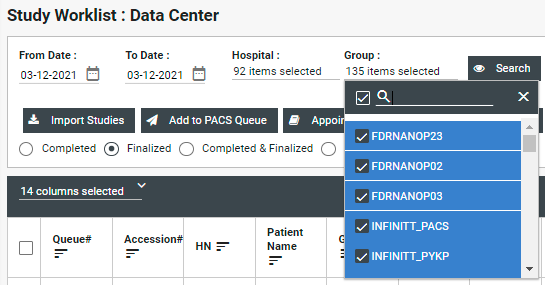 Study Worklist : Data Center
From Date : To Date : Hospital : Group :
03-12-2021 03-12-2021 92 items selected 135 items selected Search
Import Studies Add to PACS Queue
Completed Finalized Completed & Finalized
FDRNANOP23
FDRNANOP02
FDRNANOP03
INFINITT_PACS
INFINITT_PYKP
14 columns selected
Queue# Accession# HN Patient
Name